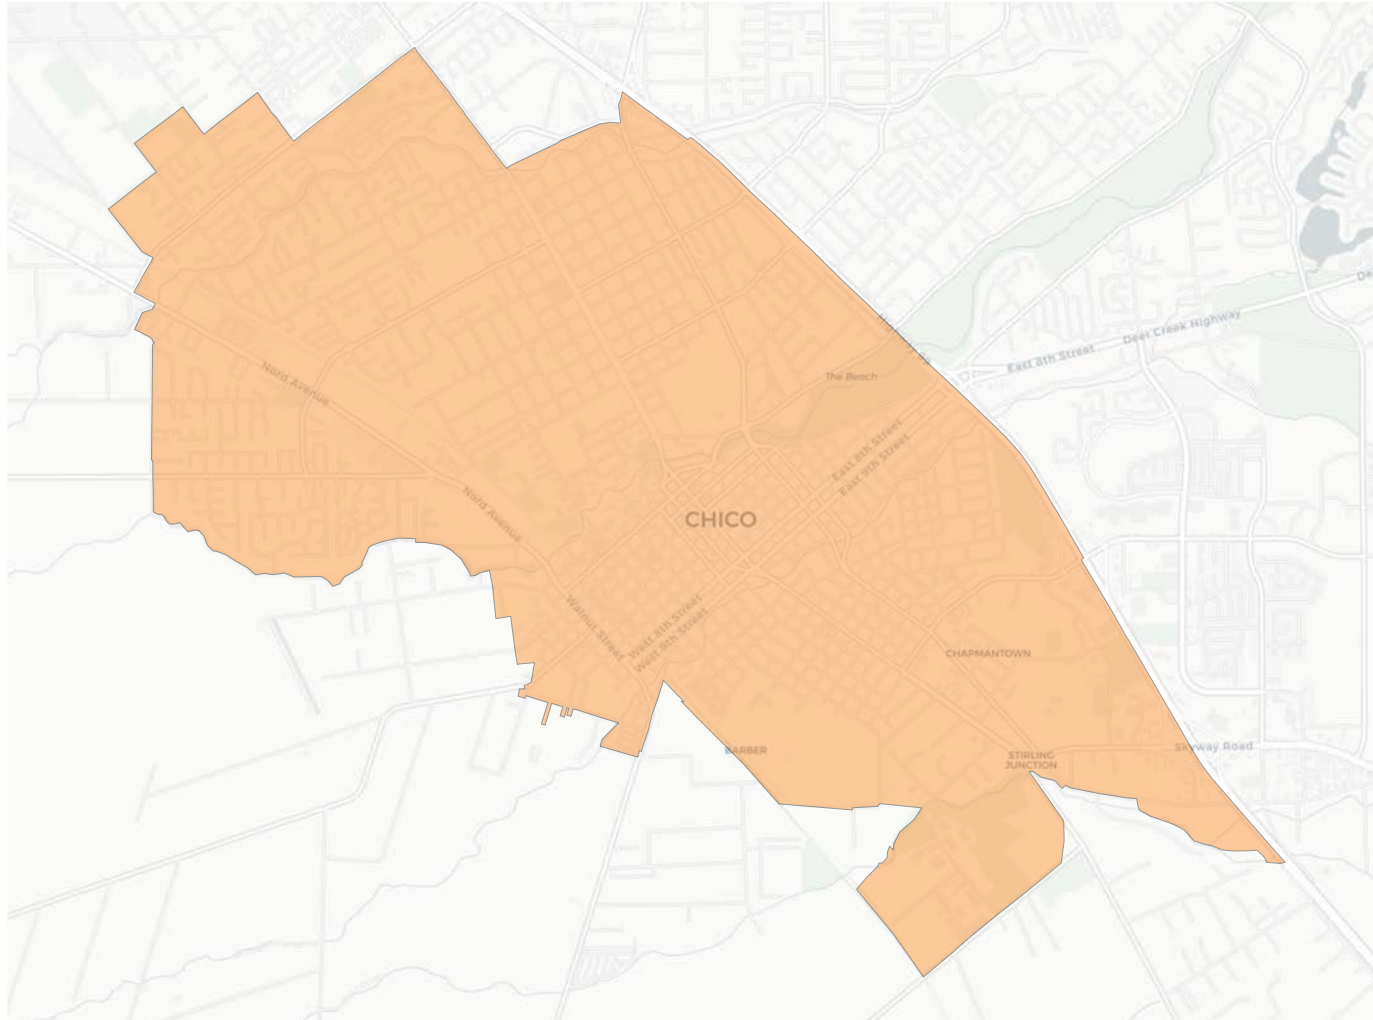 Deer Creek Highway
East 8th Street
The Beach
Nord Avenue
East 8th Street
East 9th Street
Nord Avenue
CHICO
Walnut Street
West 8th Street
West 9th Street
CHAPMANTOWN
BARBER
STIRLING
JUNCTION
Skyway Road